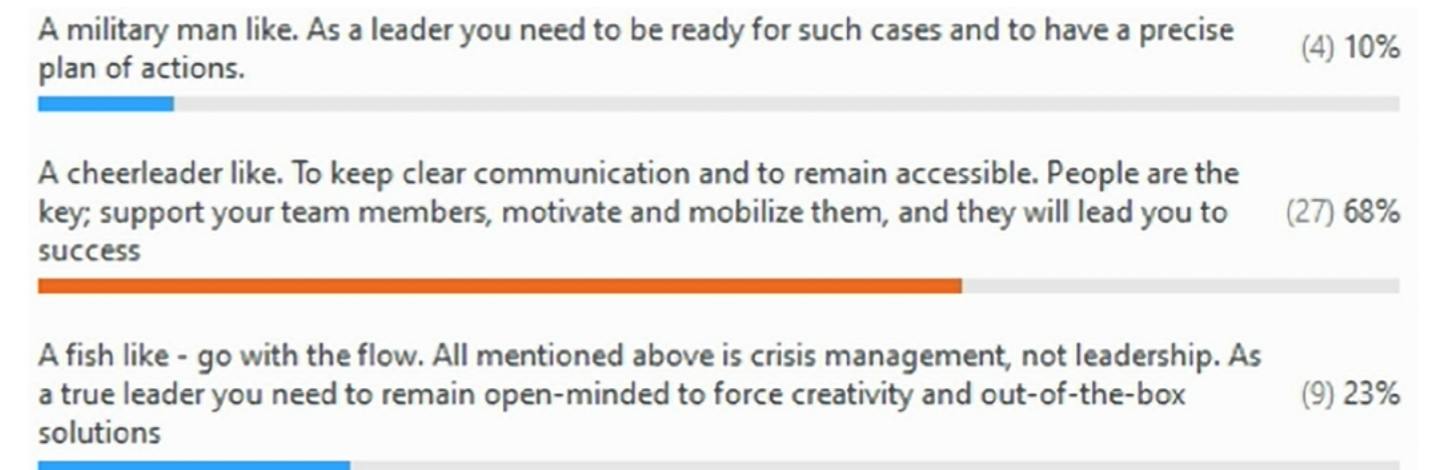 A military man like. As a leader you need to be ready for such cases and to have a precise
plan of actions.
(4) 10%
A cheerleader like. To keep clear communication and to remain accessible. People are the
key; support your team members, motivate and mobilize them, and they will lead you to
success
(27) 68%
A fish like - go with the flow. All mentioned above is crisis management, not leadership. As
a true leader you need to remain open-minded to force creativity and out-of-the-box
solutions
(9) 23%